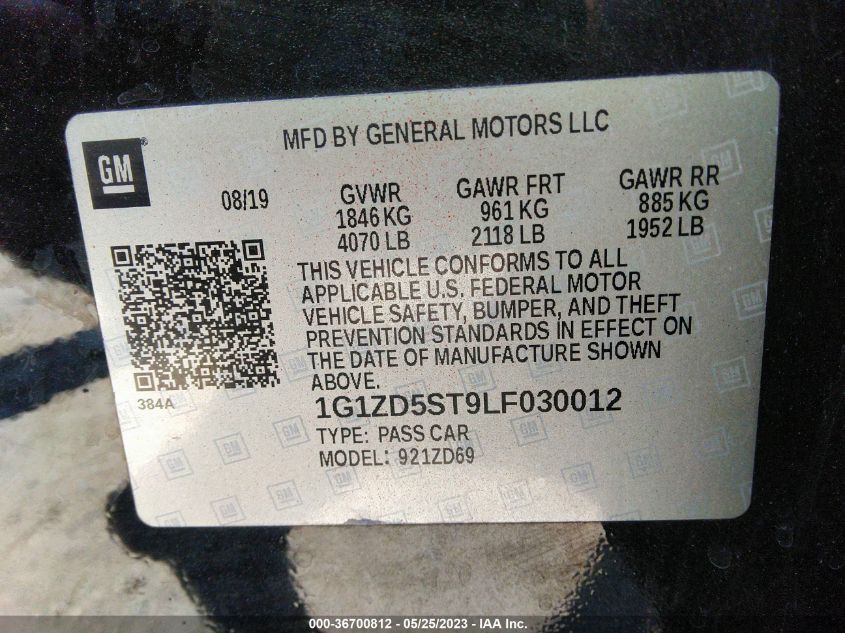 MFD BY GENERAL MOTORS LLC
GM
®
08/19
GVWR
1846 KG
4070 LB
GAWR FRT
961 KG
2118 LB
GAWR RR
885 KG
1952 LB
THIS VEHICLE CONFORMS TO ALL
APPLICABLE U.S. FEDERAL MOTOR
VEHICLE SAFETY, BUMPER, AND THEFT
PREVENTION STANDARDS IN EFFECT ON
THE DATE OF MANUFACTURE SHOWN
ABOVE.
384A
1G1ZD5ST9LF030012
TYPE: PASS CAR
MODEL: 921ZD69
000-36700812 / 05/25/2023 / IAA Inc.